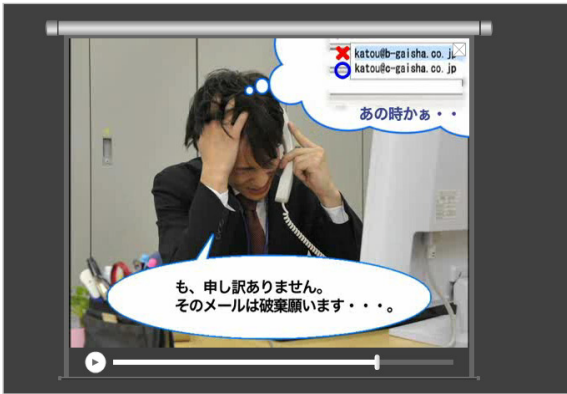 katou@b-gaisha.co.jp
katou@c-gaisha.co.jp
あの時かぁ・・
も、申し訳ありません。
そのメールは破棄願います・・・。